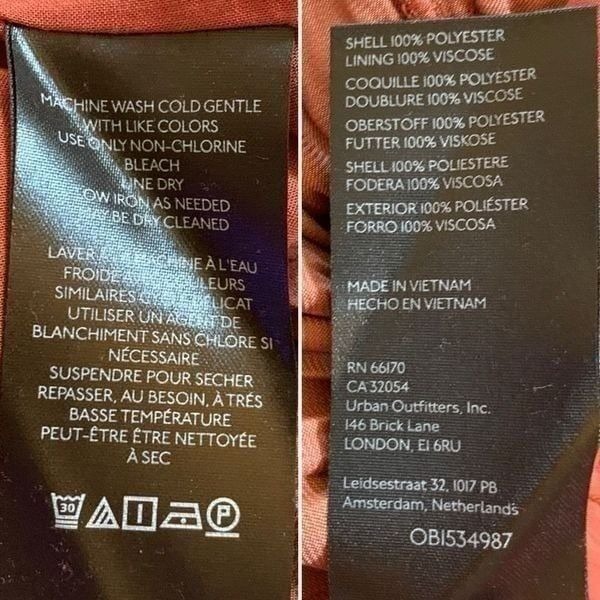 MACHINE WASH COLD GENTLE
WITH LIKE COLORS
USE ONLY NON-CHLORINE
BLEACH
LINE DRY
LOW IRON AS NEEDED
BE DRY CLEANED
LAVER À L'EAU
FROIDE COULEURS
SIMILAIRES
UTILISER UN DE
BLANCHIMENT SANS CHLORE SI
NÉCESSAIRE
SUSPENDRE POUR SECHER
REPASSER, AU BESOIN, À TRÉS
BASSE TEMPÉRATURE
PEUT-ÊTRE ÊTRE NETTOYÉE
À SEC
30
P
SHELL 100% POLYESTER
LINING 100% VISCOSE
COQUILLE 100% POLYESTER
DOUBLURE 100% VISCOSE
OBERSTOFF 100% POLYESTER
FUTTER 100% VISKOSE
SHELL 100% POLIESTERE
FODERA 100% VISCOSA
EXTERIOR 100% POLIÉSTER
FORRO 100% VISCOSA
MADE IN VIETNAM
HECHO EN VIETNAM
RN 66170
CA 32054
Urban Outfitters, Inc.
146 Brick Lane
LONDON, E1 6RU
Leidsestraat 32, 1017 PB
Amsterdam, Netherlands
OB1534987